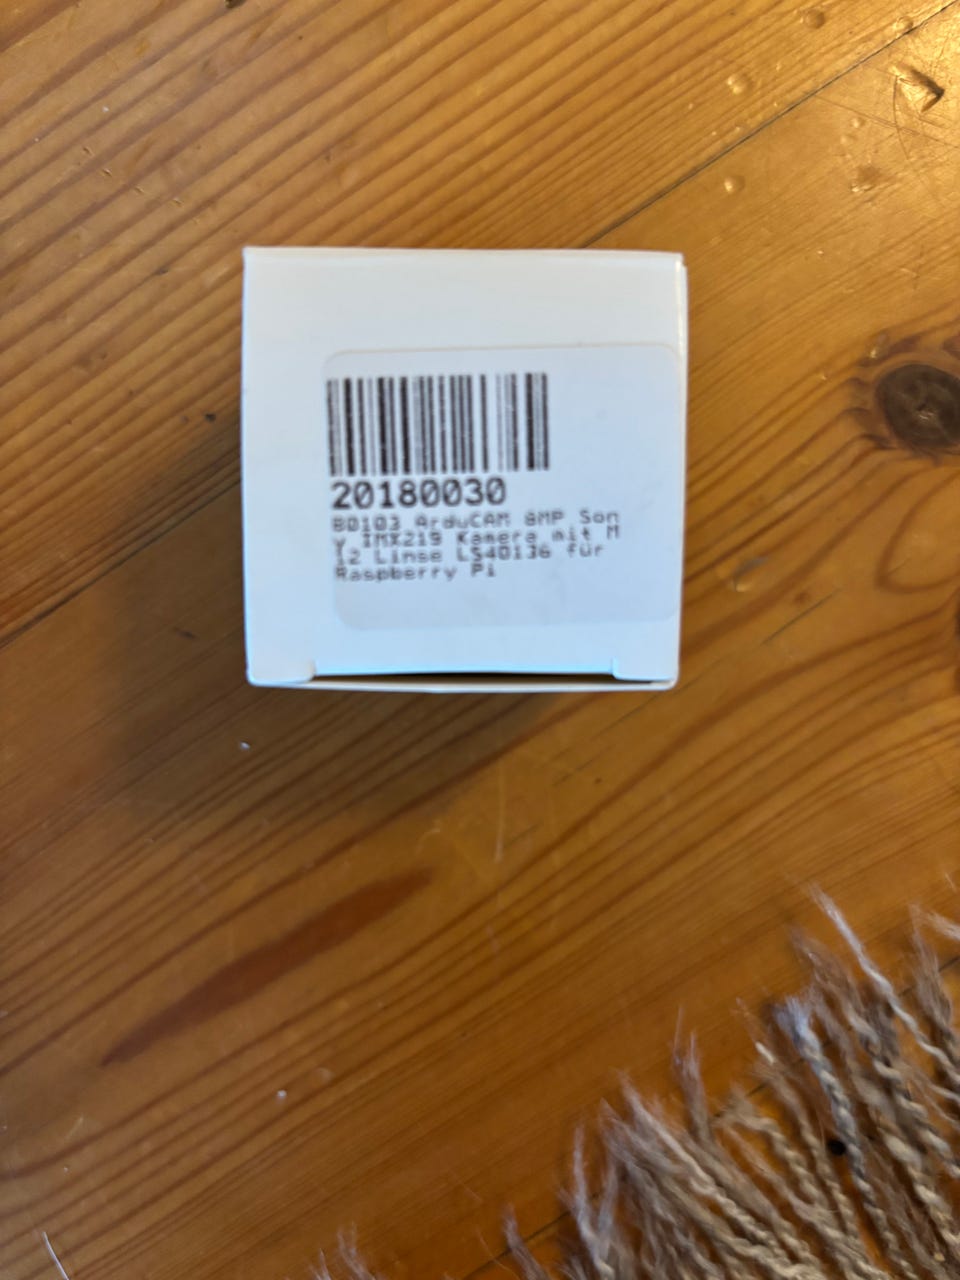 20180030
B0103 ArduCAM 8MP Son
y IMX219 Kamera mit M
12 Linse LS40136 für
Raspberry Pi